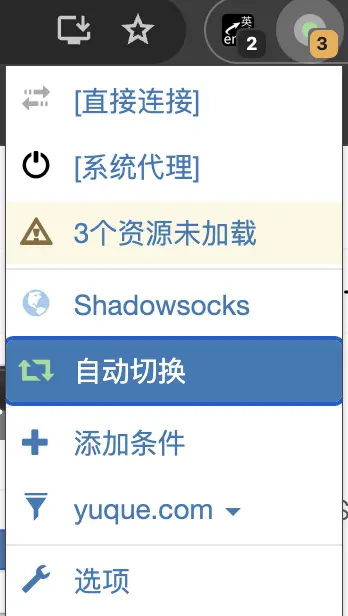 英
en
2
3
[直接连接]
[系统代理]
3个资源未加载
Shadowsocks
自动切换
添加条件
yuque.com
选项